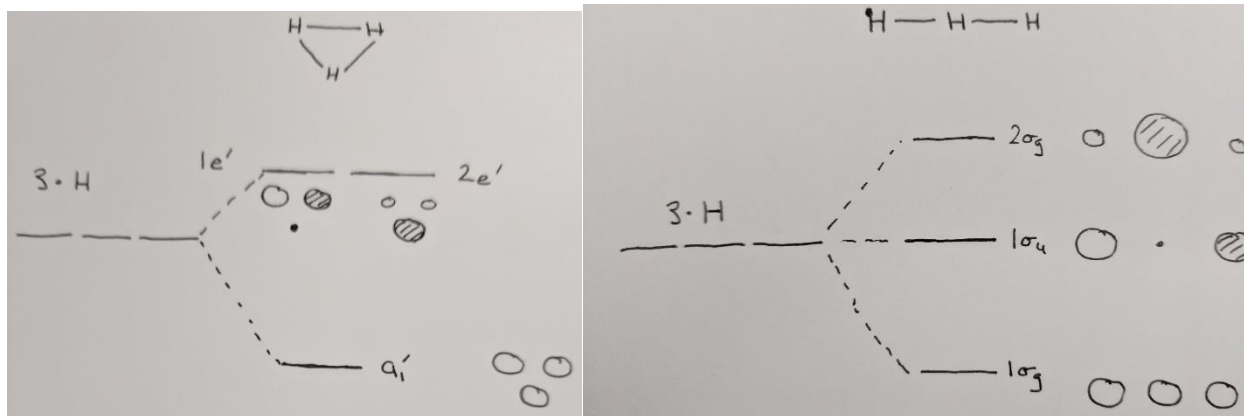 H H
H
1e′ 2e′
3·H
a₁′
H H H
2σg
3·H
1σu
1σg